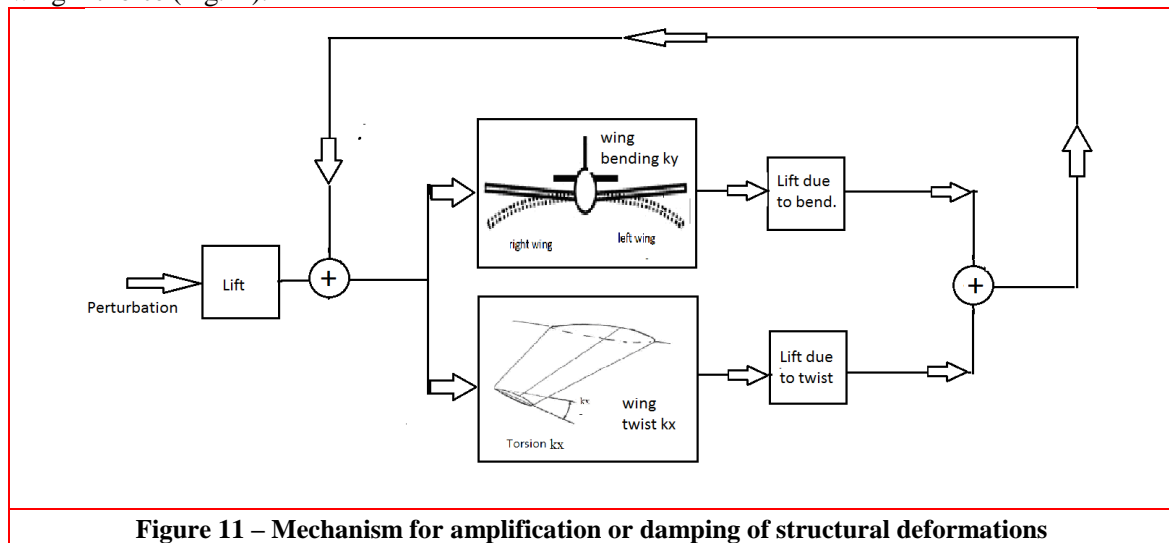 wing
bending ky
right wing
left wing
Lift due
to bend.
+
Lift
+
Perturbation
kx
Torsion kx
wing
twist kx
Lift due
to twist
Figure 11 – Mechanism for amplification or damping of structural deformations